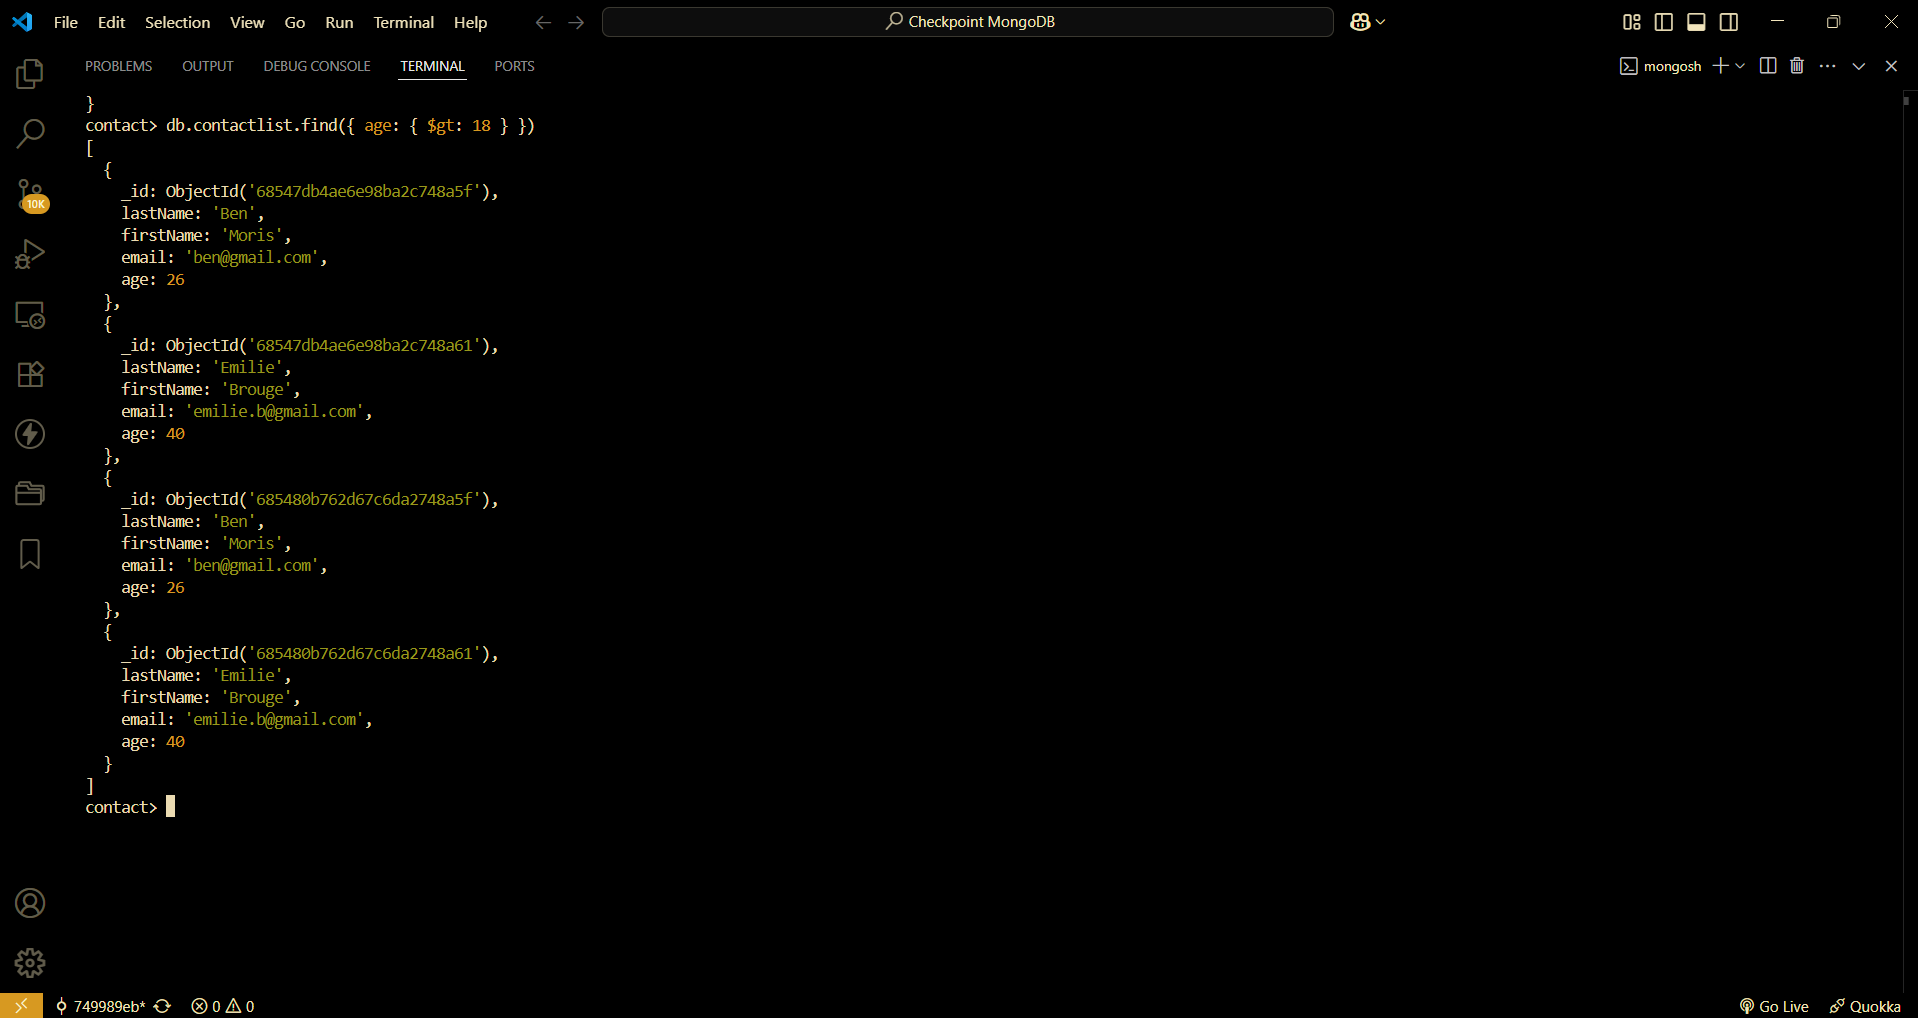 File Edit Selection View Go Run Terminal Help
Checkpoint MongoDB
PROBLEMS OUTPUT DEBUG CONSOLE TERMINAL PORTS
mongosh
}
contact> db.contactlist.find({ age: { $gt: 18 } })
[
  {
    _id: ObjectId('68547db4ae6e98ba2c748a5f'),
    lastName: 'Ben',
    firstName: 'Moris',
    email: 'ben@gmail.com',
    age: 26
  },
  {
    _id: ObjectId('68547db4ae6e98ba2c748a61'),
    lastName: 'Emilie',
    firstName: 'Brouge',
    email: 'emilie.b@gmail.com',
    age: 40
  },
  {
    _id: ObjectId('685480b762d67c6da2748a5f'),
    lastName: 'Ben',
    firstName: 'Moris',
    email: 'ben@gmail.com',
    age: 26
  },
  {
    _id: ObjectId('685480b762d67c6da2748a61'),
    lastName: 'Emilie',
    firstName: 'Brouge',
    email: 'emilie.b@gmail.com',
    age: 40
  }
]
contact>
10K
749989eb* 0 0
Go Live Quokka